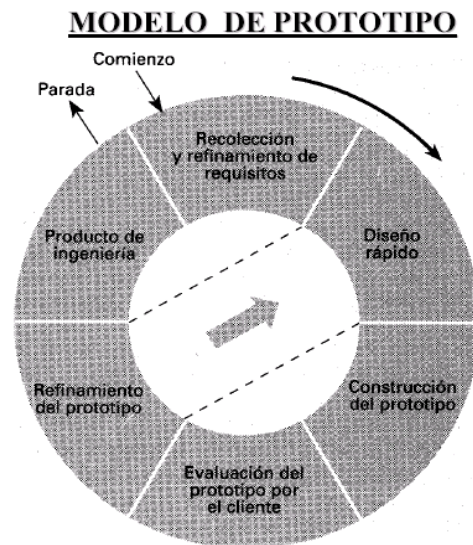 MODELO DE PROTOTIPO
Comienzo
Parada
Recolección
y refinamiento de
requisitos
Diseño
rápido
Construcción
del prototipo
Evaluación del
prototipo por
el cliente
Refinamiento
del prototipo
Producto de
ingeniería